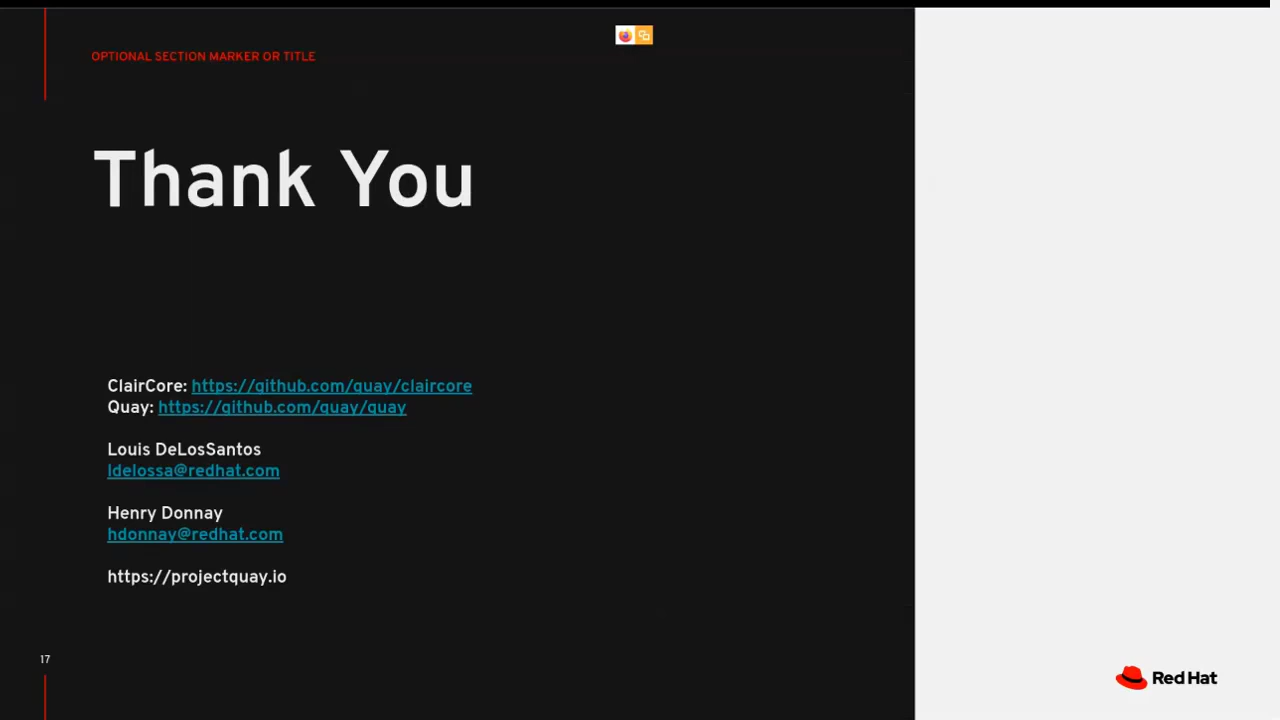 OPTIONAL SECTION MARKER OR TITLE
Thank You
ClairCore: https://github.com/quay/claircore
Quay: https://github.com/quay/quay
Louis DeLosSantos
ldelossa@redhat.com
Henry Donnay
hdonnay@redhat.com
https://projectquay.io
17
Red Hat